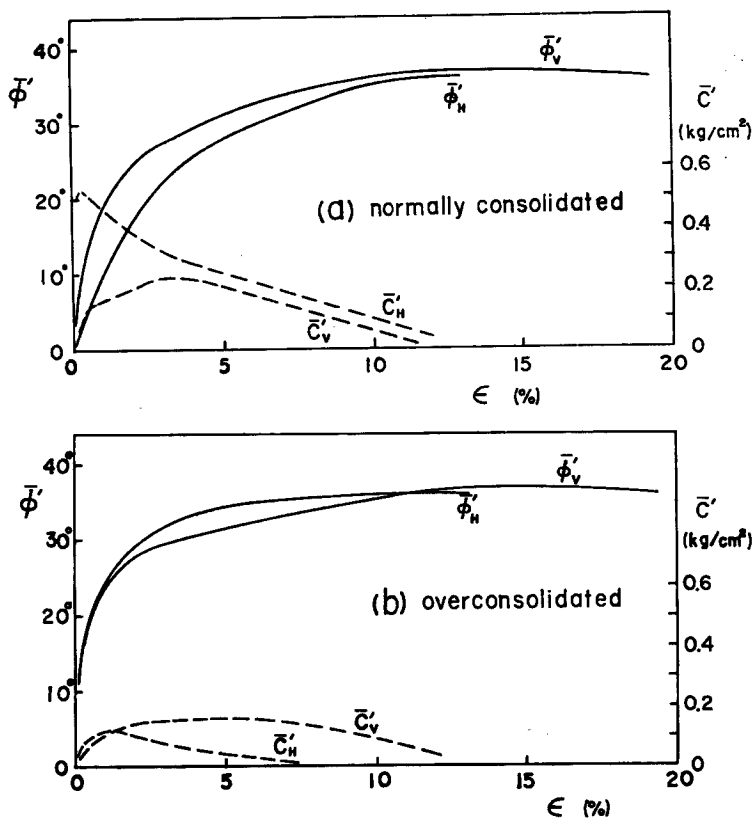 40°
ϕ̄'
30°
20°
10°
0
ϕ̄'v
ϕ̄'H
C̄'
(kg/cm²)
0.6
0.4
0.2
0
(a) normally consolidated
C̄'H
C̄'v
0 5 10 15 20
ϵ (%)
40°
ϕ̄'
30°
20°
10°
0
ϕ̄'v
ϕ̄'H
C̄'
(kg/cm²)
0.6
0.4
0.2
0
(b) overconsolidated
C̄'v
C̄'H
0 5 10 15 20
ϵ (%)